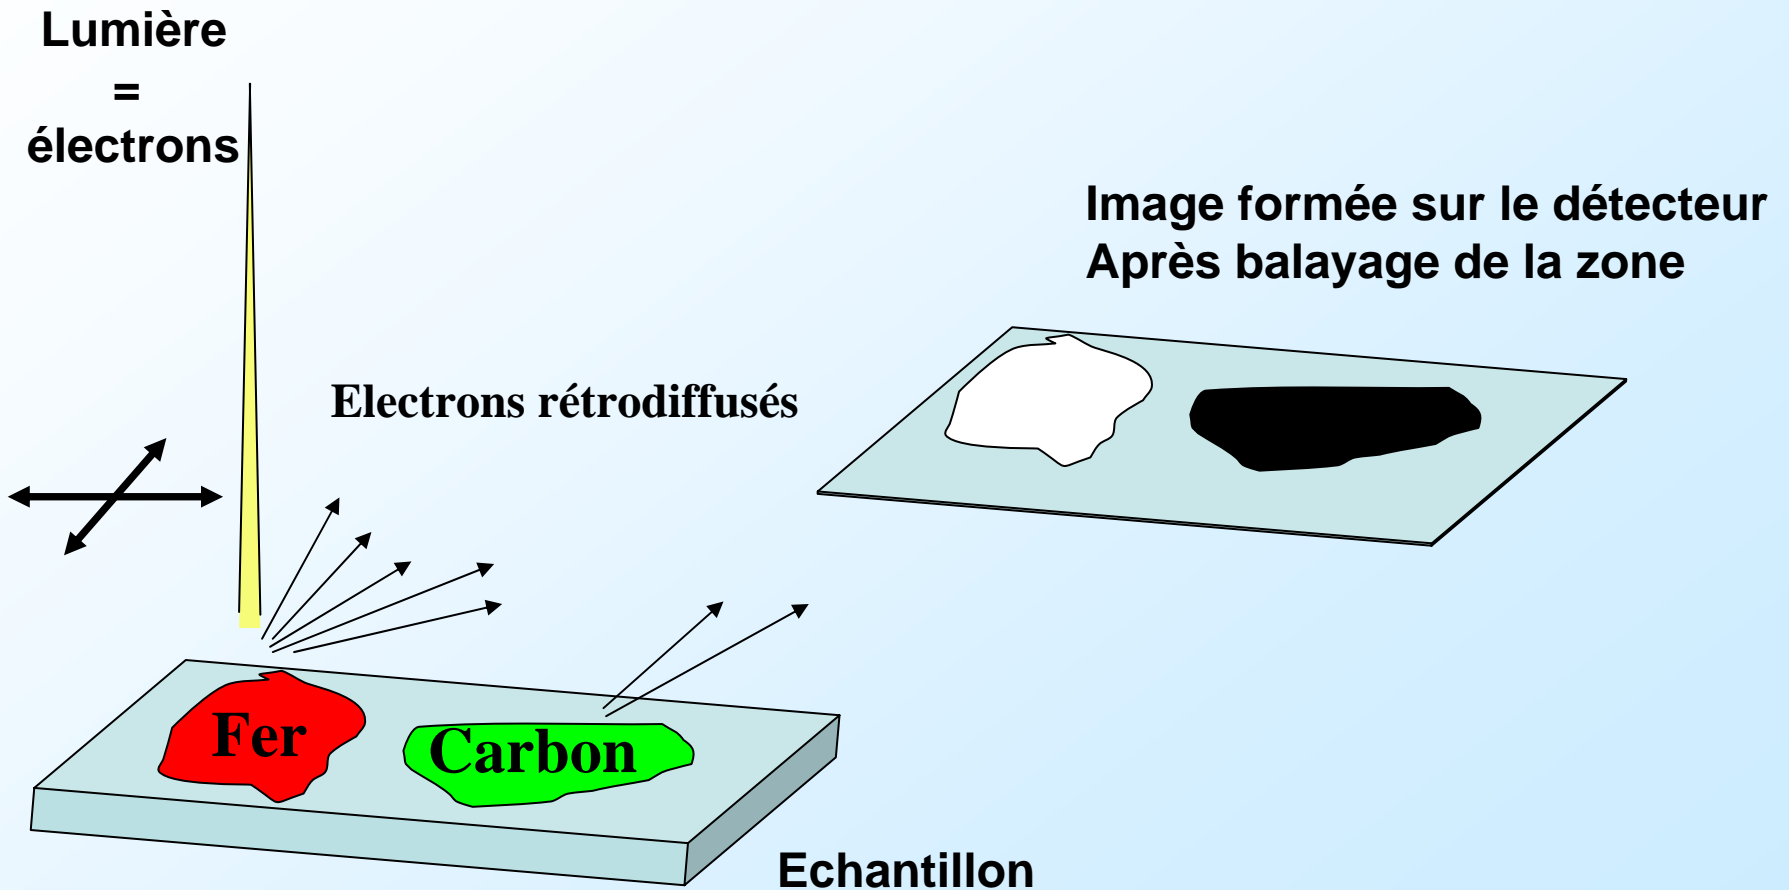 Lumière
=
électrons
Image formée sur le détecteur
Après balayage de la zone
Electrons rétrodiffusés
Fer
Carbon
Echantillon